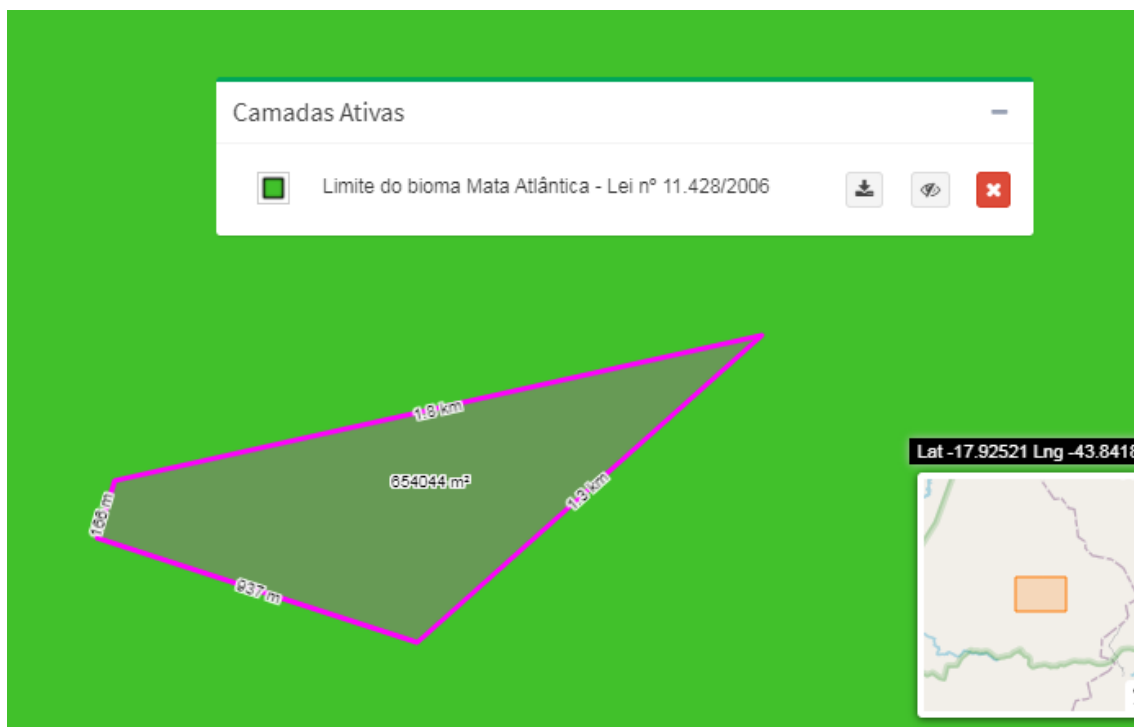 Camadas Ativas
Limite do bioma Mata Atlântica - Lei nº 11.428/2006
1.8 km
654044 m²
1.3 km
166 m
937 m
Lat -17.92521 Lng -43.8418